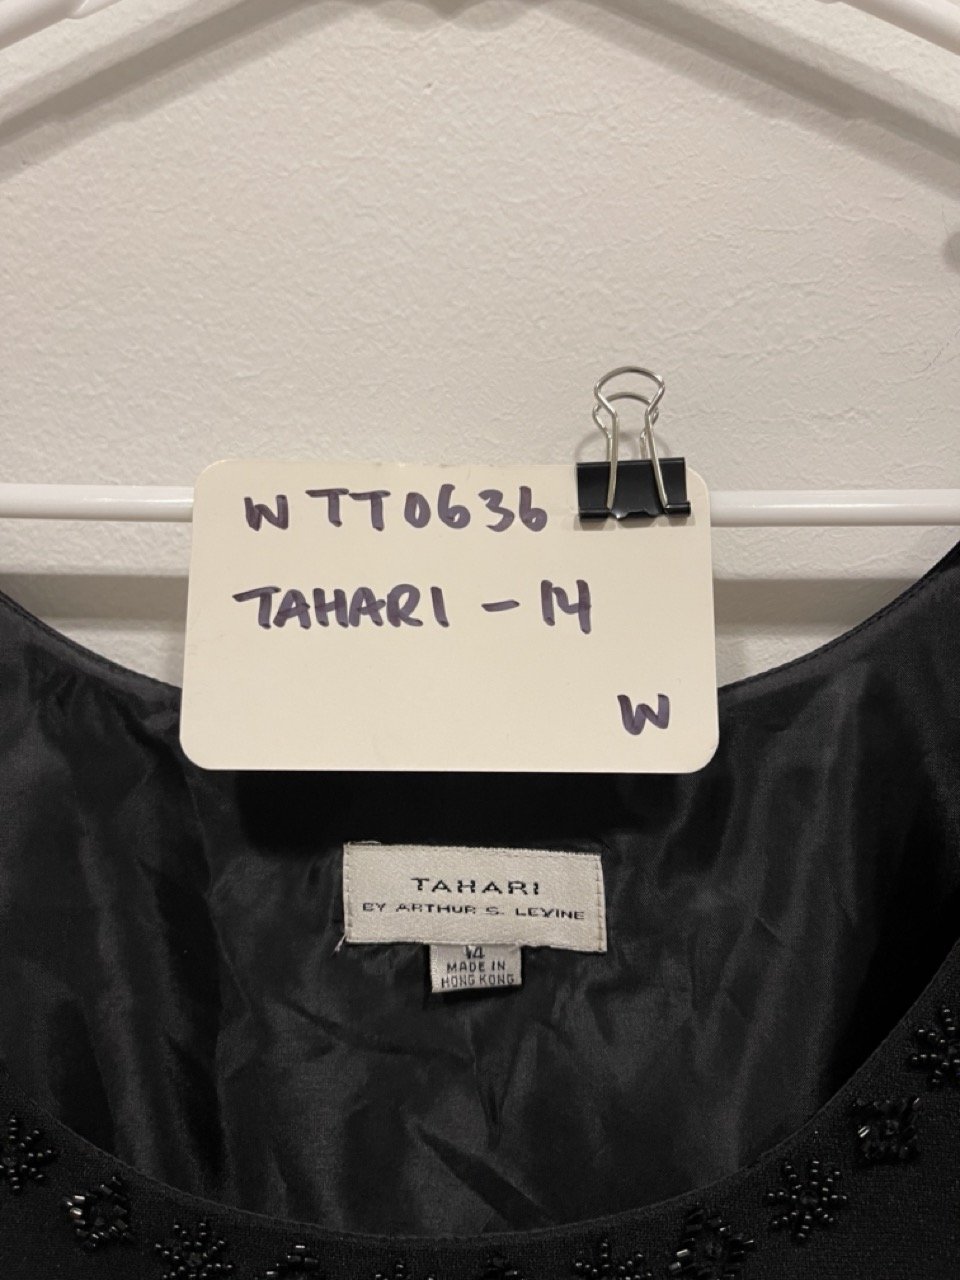 WTT0636
TAHARI - 14
W
TAHARI
BY ARTHUR S. LEVINE
14
MADE IN
HONG KONG